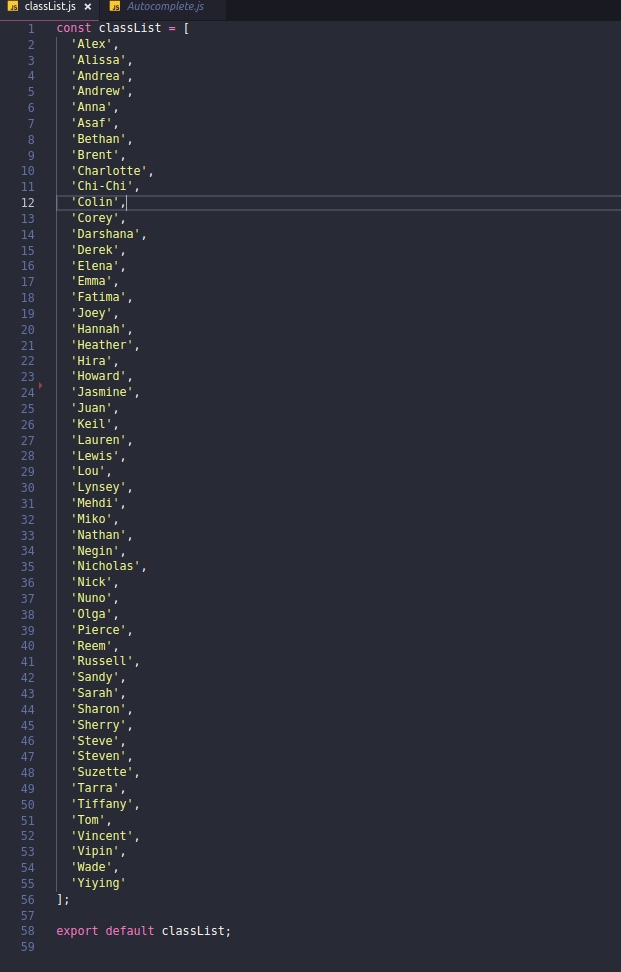 classList.js × Autocomplete.js
1 const classList = [
2 'Alex',
3 'Alissa',
4 'Andrea',
5 'Andrew',
6 'Anna',
7 'Asaf',
8 'Bethan',
9 'Brent',
10 'Charlotte',
11 'Chi-Chi',
12 'Colin',
13 'Corey',
14 'Darshana',
15 'Derek',
16 'Elena',
17 'Emma',
18 'Fatima',
19 'Joey',
20 'Hannah',
21 'Heather',
22 'Hira',
23 'Howard',
24 'Jasmine',
25 'Juan',
26 'Keil',
27 'Lauren',
28 'Lewis',
29 'Lou',
30 'Lynsey',
31 'Mehdi',
32 'Miko',
33 'Nathan',
34 'Negin',
35 'Nicholas',
36 'Nick',
37 'Nuno',
38 'Olga',
39 'Pierce',
40 'Reem',
41 'Russell',
42 'Sandy',
43 'Sarah',
44 'Sharon',
45 'Sherry',
46 'Steve',
47 'Steven',
48 'Suzette',
49 'Tarra',
50 'Tiffany',
51 'Tom',
52 'Vincent',
53 'Vipin',
54 'Wade',
55 'Yiying'
56 ];
57
58 export default classList;
59